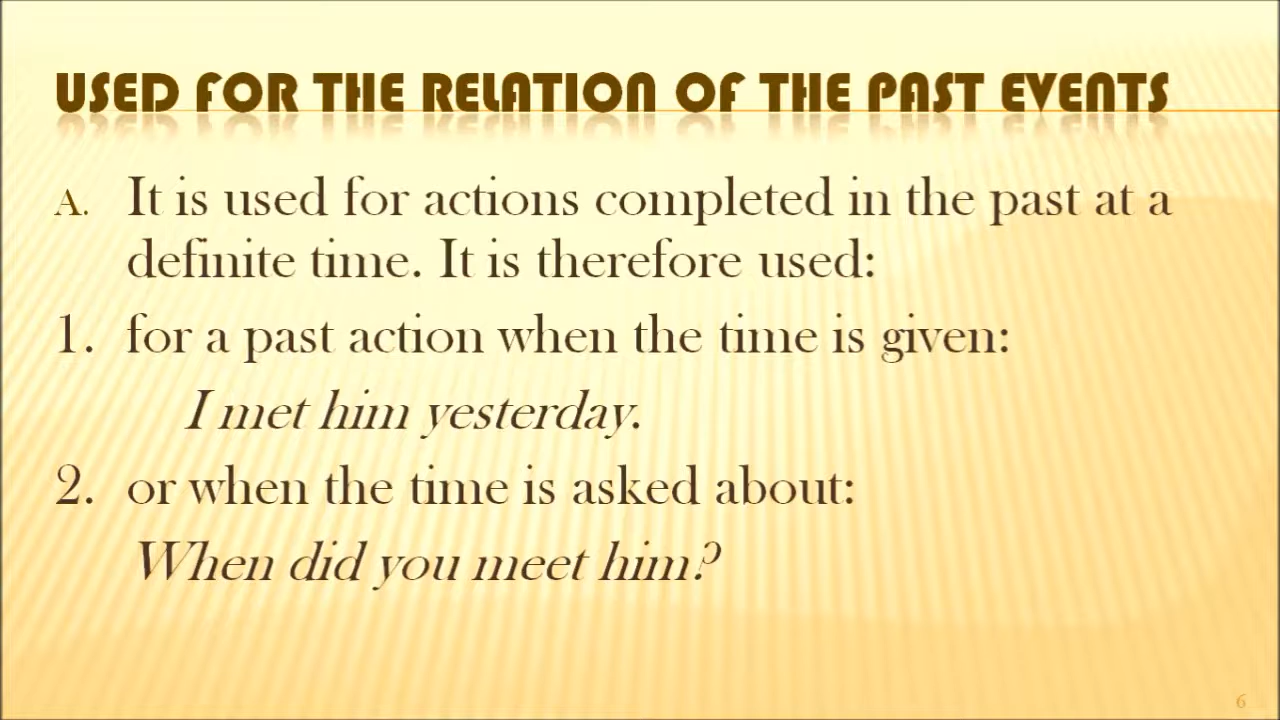 USED FOR THE RELATION OF THE PAST EVENTS
A. It is used for actions completed in the past at a
definite time. It is therefore used:
1. for a past action when the time is given:
I met him yesterday.
2. or when the time is asked about:
When did you meet him?
6